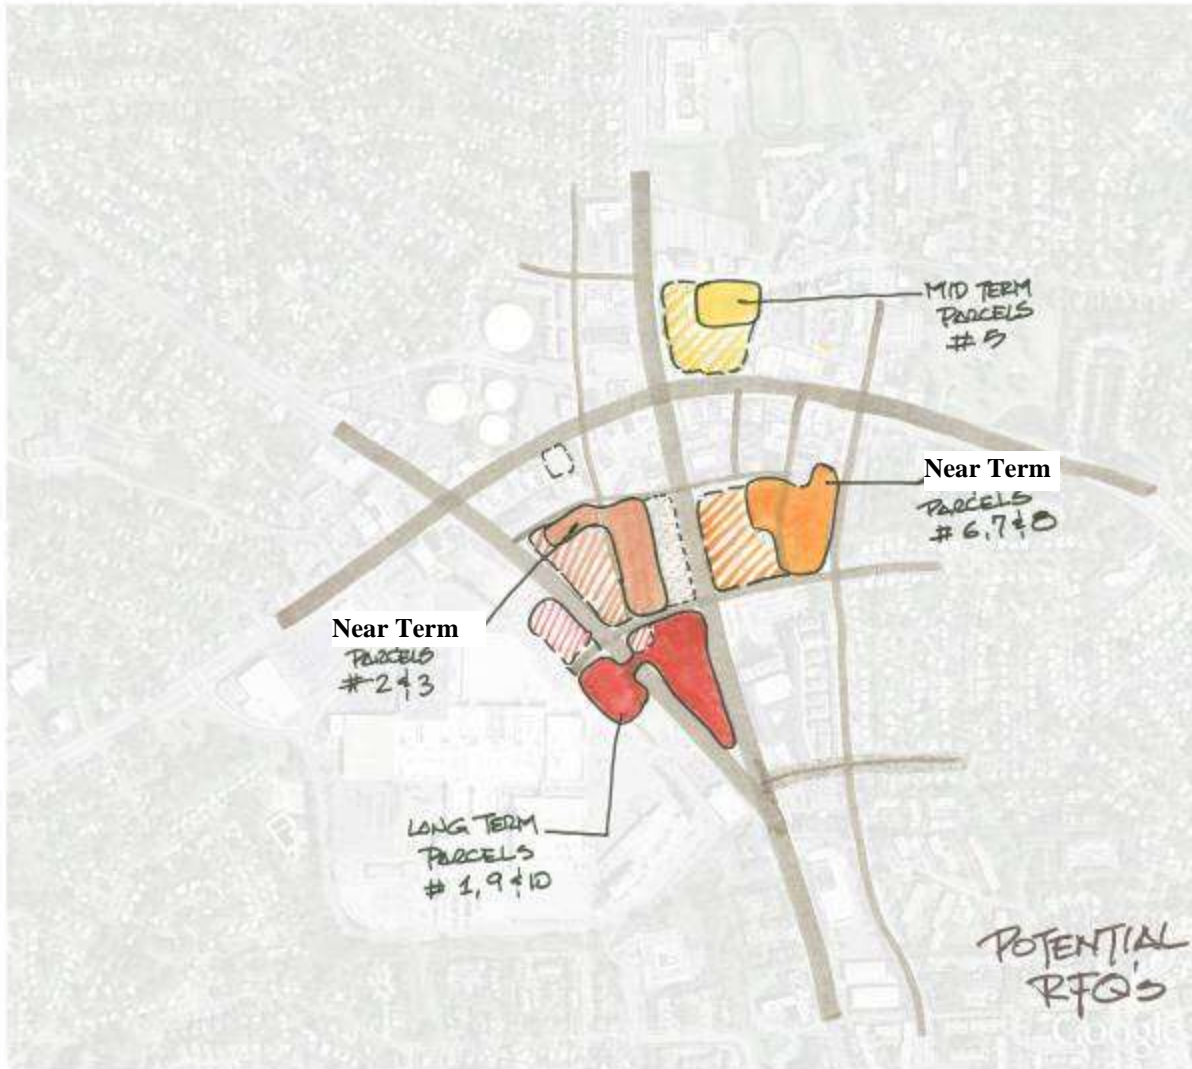 MID TERM
PARCELS
# 5
Near Term
PARCELS
# 6,7 & 8
Near Term
PARCELS
# 2 & 3
LONG TERM
PARCELS
# 1, 9 & 10
POTENTIAL
RFQ's
Google